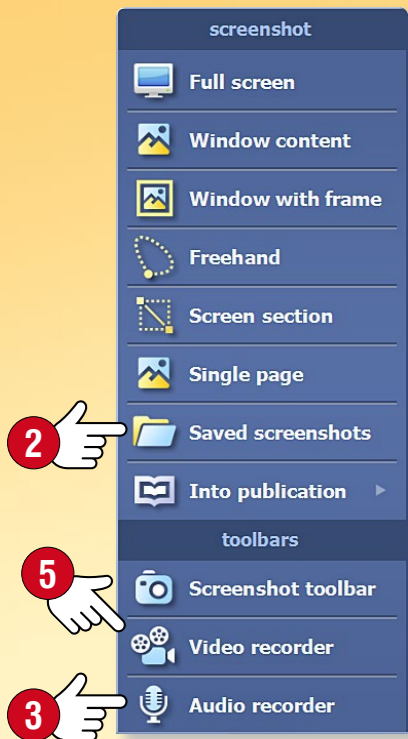 screenshot
Full screen
Window content
Window with frame
Freehand
Screen section
Single page
2 Saved screenshots
Into publication
toolbars
5 Screenshot toolbar
Video recorder
3 Audio recorder